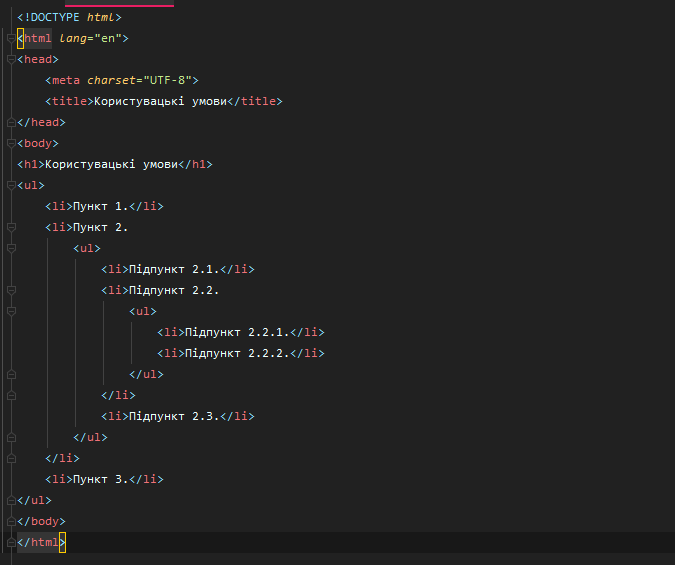 <!DOCTYPE html>
<html lang="en">
<head>
    <meta charset="UTF-8">
    <title>Користувацькі умови</title>
</head>
<body>
<h1>Користувацькі умови</h1>
<ul>
    <li>Пункт 1.</li>
    <li>Пункт 2.
        <ul>
            <li>Підпункт 2.1.</li>
            <li>Підпункт 2.2.
                <ul>
                    <li>Підпункт 2.2.1.</li>
                    <li>Підпункт 2.2.2.</li>
                </ul>
            </li>
            <li>Підпункт 2.3.</li>
        </ul>
    </li>
    <li>Пункт 3.</li>
</ul>
</body>
</html>